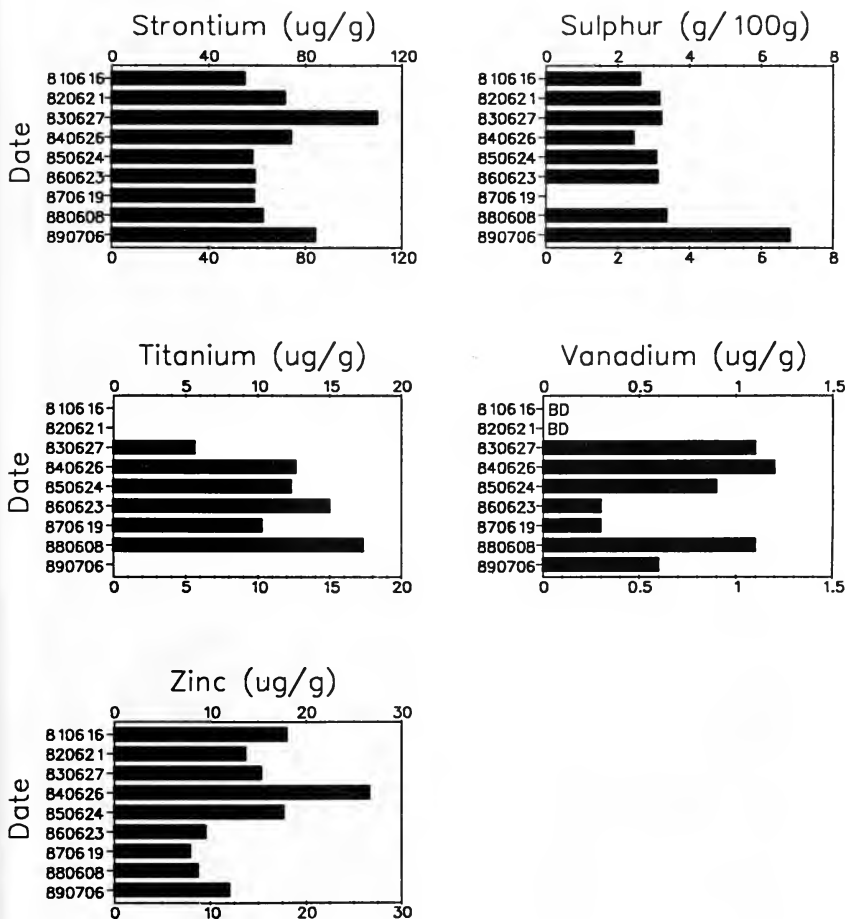 Strontium (ug/g)
0 40 80 120
Date
810616
820621
830627
840626
850624
860623
870619
880608
890706
0 40 80 120
Sulphur (g/100g)
0 2 4 6 8
810616
820621
830627
840626
850624
860623
870619
880608
890706
0 2 4 6 8
Titanium (ug/g)
0 5 10 15 20
Date
810616
820621
830627
840626
850624
860623
870619
880608
890706
0 5 10 15 20
Vanadium (ug/g)
0 0.5 1 1.5
810616 BD
820621 BD
830627
840626
850624
860623
870619
880608
890706
0 0.5 1 1.5
Zinc (ug/g)
0 10 20 30
Date
810616
820621
830627
840626
850624
860623
870619
880608
890706
0 10 20 30